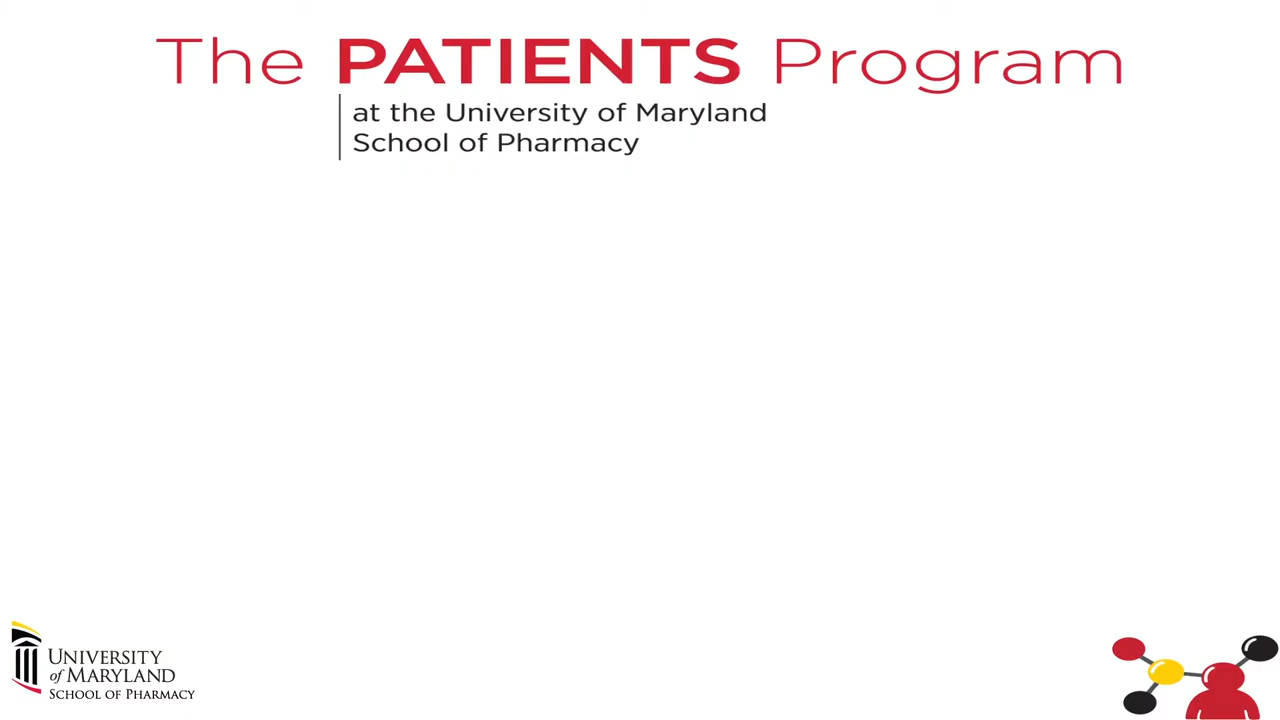 The PATIENTS Program
at the University of Maryland
School of Pharmacy
UNIVERSITY
of MARYLAND
SCHOOL OF PHARMACY